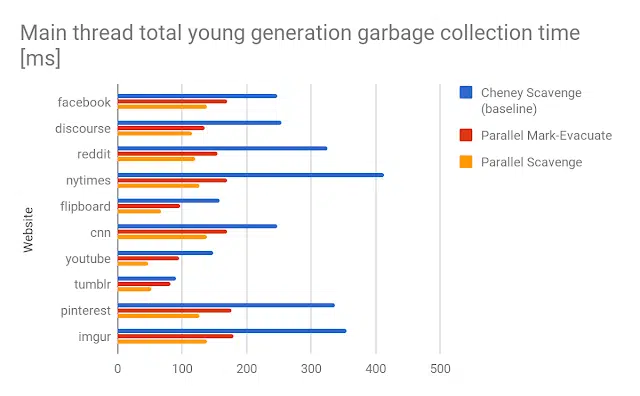 Main thread total young generation garbage collection time
[ms]
Cheney Scavenge
(baseline)
Parallel Mark-Evacuate
Parallel Scavenge
Website
facebook
discourse
reddit
nytimes
flipboard
cnn
youtube
tumblr
pinterest
imgur
0 100 200 300 400 500